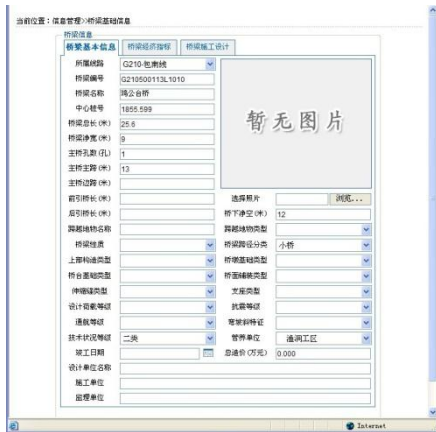 当前位置：信息管理>>桥梁基础信息
桥梁信息
桥梁基本信息 桥梁经济指标 桥梁施工设计
所属线路 G210-包南线
桥梁编号 G210500113L1010
桥梁名称 鸿公台桥
中心桩号 1855.599
桥梁总长(米) 25.6
桥梁净宽(米) 9
主桥孔数(孔) 1
主桥主跨(米) 13
主桥边跨(米)
暂无图片
前引桥长(米) 选择照片 浏览...
后引桥长(米) 桥下净空(米) 12
跨越地物名称 跨越地物类型
桥梁性质 桥梁跨径分类 小桥
上部构造类型 桥墩基础类型
桥台基础类型 桥面铺装类型
伸缩缝类型 支座类型
设计荷载等级 抗震等级
通航等级 弯坡斜特征
技术状况等级 二类 管养单位 渔洞工区
竣工日期 总造价(万元) 0.000
设计单位名称
施工单位
监理单位
Internet